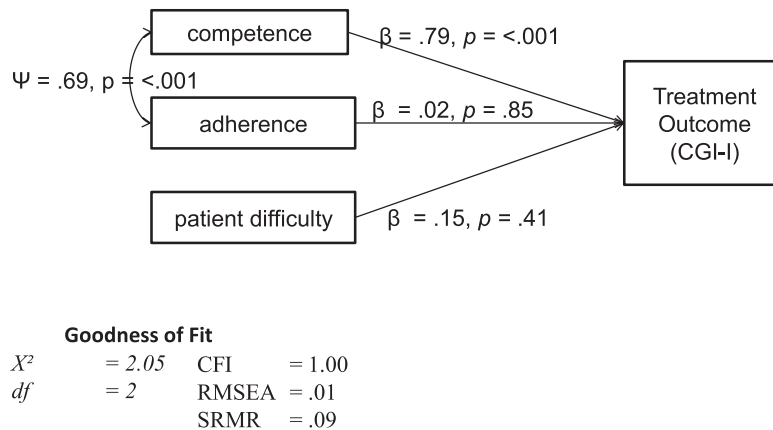 competence
β = .79, p = <.001
Ψ = .69, p = <.001
adherence
β = .02, p = .85
Treatment
Outcome
(CGI-I)
patient difficulty
β = .15, p = .41
Goodness of Fit
X² = 2.05 CFI = 1.00
df = 2 RMSEA = .01
SRMR = .09